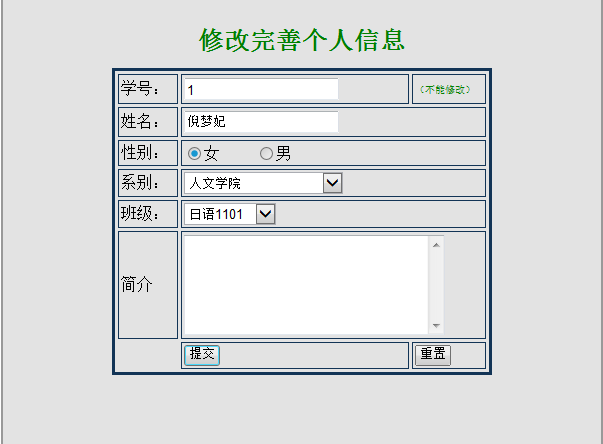 修改完善个人信息
学号： 1 （不能修改）
姓名： 倪梦妃
性别： 女 男
系别： 人文学院
班级： 日语1101
简介
提交 重置